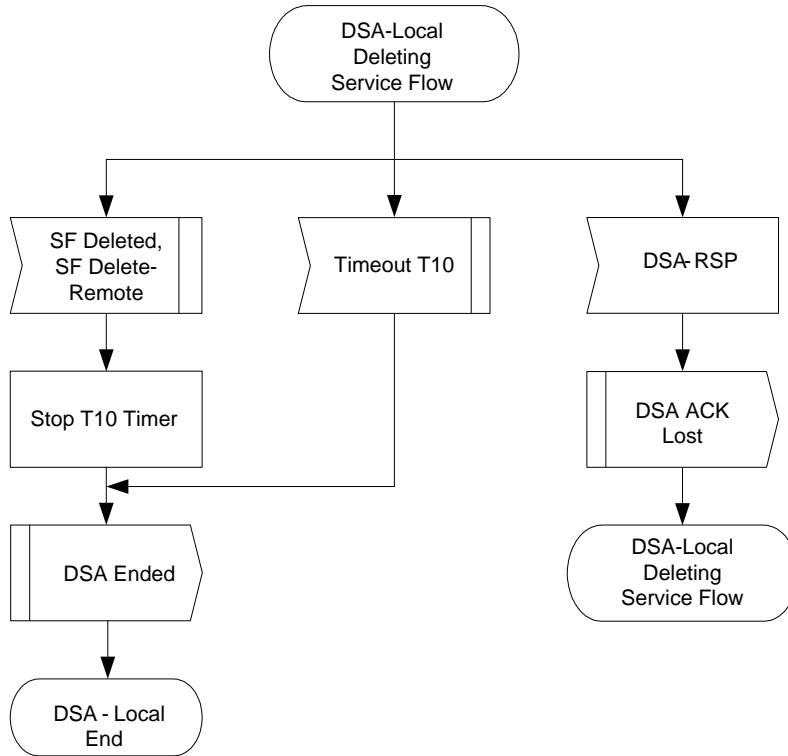 DSA-Local
Deleting
Service Flow
SF Deleted,
SF Delete-
Remote
Timeout T10
DSA-RSP
Stop T10 Timer
DSA ACK
Lost
DSA Ended
DSA-Local
Deleting
Service Flow
DSA - Local
End